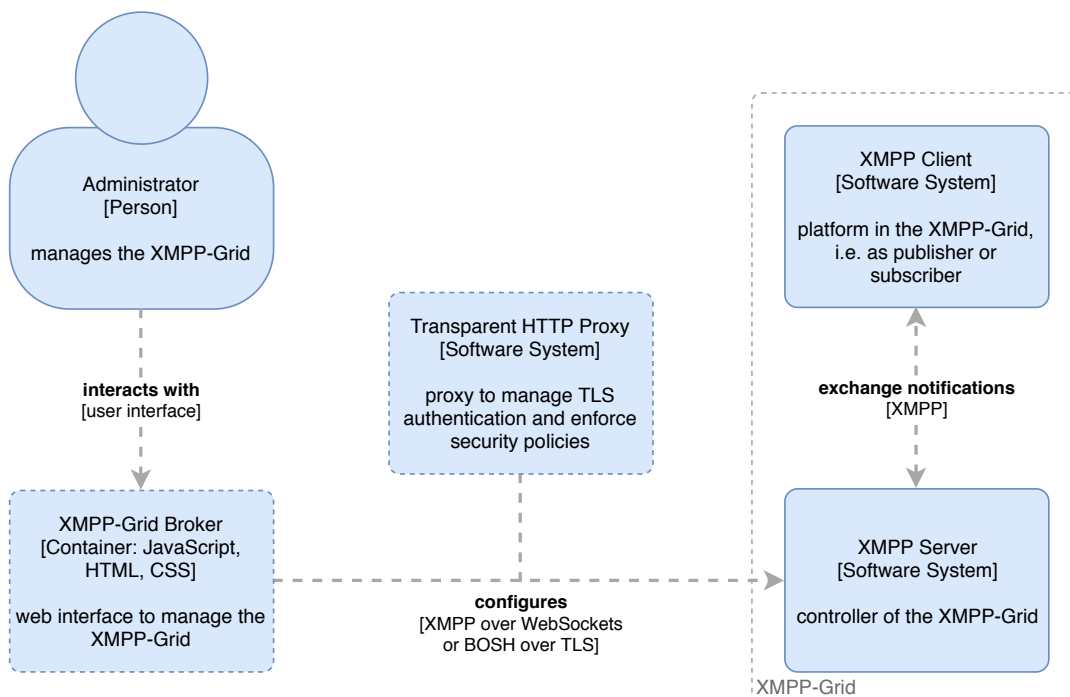 Administrator
[Person]
manages the XMPP-Grid
interacts with
[user interface]
XMPP-Grid Broker
[Container: JavaScript,
HTML, CSS]
web interface to manage the
XMPP-Grid
Transparent HTTP Proxy
[Software System]
proxy to manage TLS
authentication and enforce
security policies
configures
[XMPP over WebSockets
or BOSH over TLS]
XMPP Client
[Software System]
platform in the XMPP-Grid,
i.e. as publisher or
subscriber
exchange notifications
[XMPP]
XMPP Server
[Software System]
controller of the XMPP-Grid
XMPP-Grid